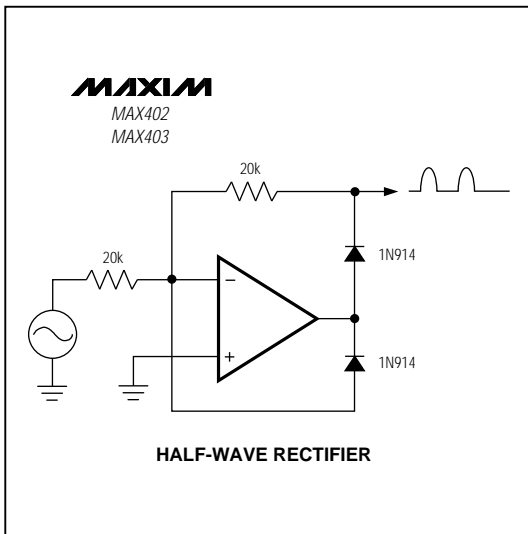 MAXIM
MAX402
MAX403
20k
20k
1N914
−
+
1N914
HALF-WAVE RECTIFIER